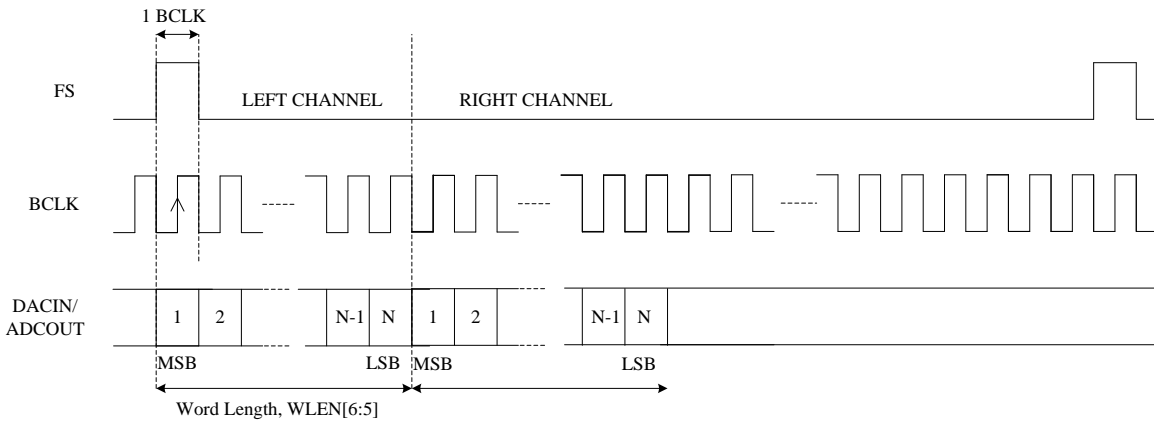 1 BCLK
FS
LEFT CHANNEL
RIGHT CHANNEL
BCLK
DACIN/
ADCOUT
1
2
N-1
N
1
2
N-1
N
MSB
LSB
MSB
LSB
Word Length, WLEN[6:5]